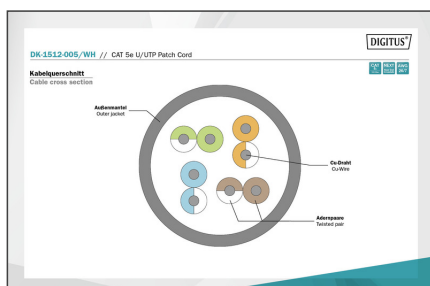 DIGITUS®
DK-1512-005/WH // CAT 5e U/UTP Patch Cord
Kabelquerschnitt
Cable cross section
Außenmantel
Outer jacket
Cu-Draht
Cu-Wire
Adernpaare
Twisted pair